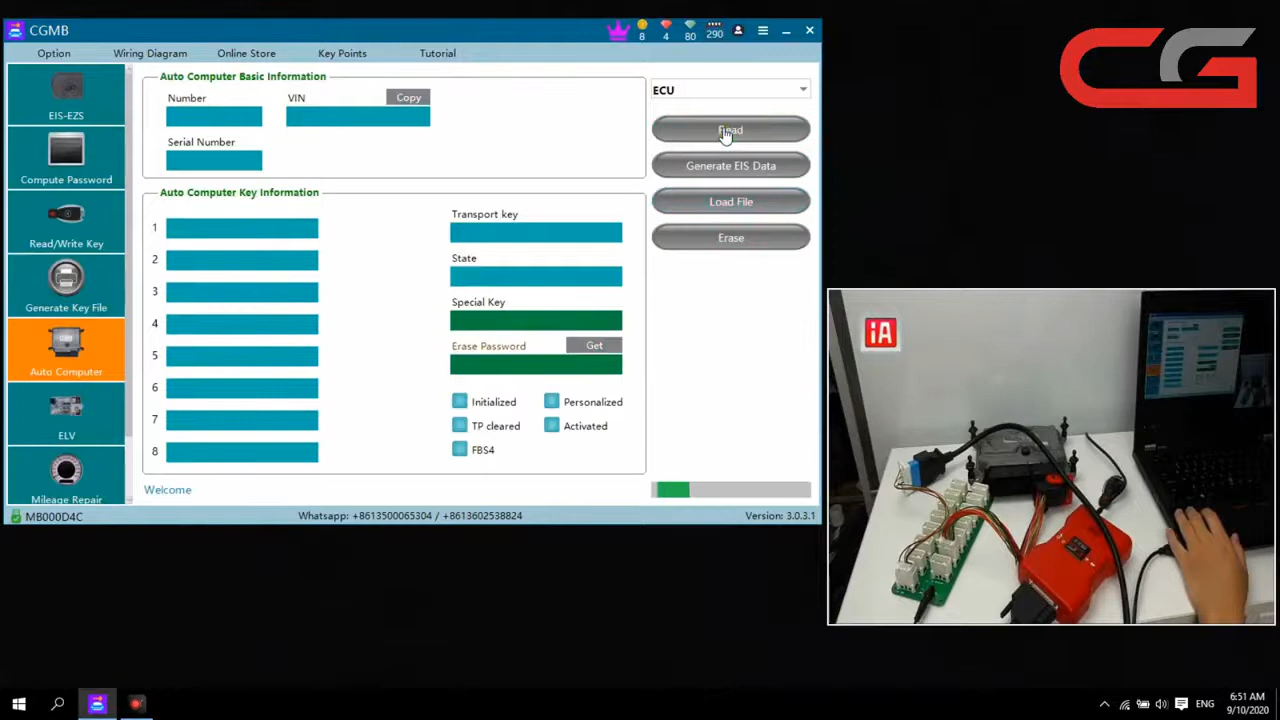 CGMB
8 4 80 290
Option Wiring Diagram Online Store Key Points Tutorial
EIS-EZS
Compute Password
Read/Write Key
Generate Key File
Auto Computer
ELV
Mileage Repair
Auto Computer Basic Information
Number VIN Copy
Serial Number
Auto Computer Key Information
1
2
3
4
5
6
7
8
Transport key
State
Special Key
Erase Password Get
Initialized Personalized
TP cleared Activated
FBS4
Welcome
ECU
Read
Generate EIS Data
Load File
Erase
MB000D4C Whatsapp: +8613500065304 / +8613602538824 Version: 3.0.3.1
CG
iA
ENG
6:51 AM
9/10/2020